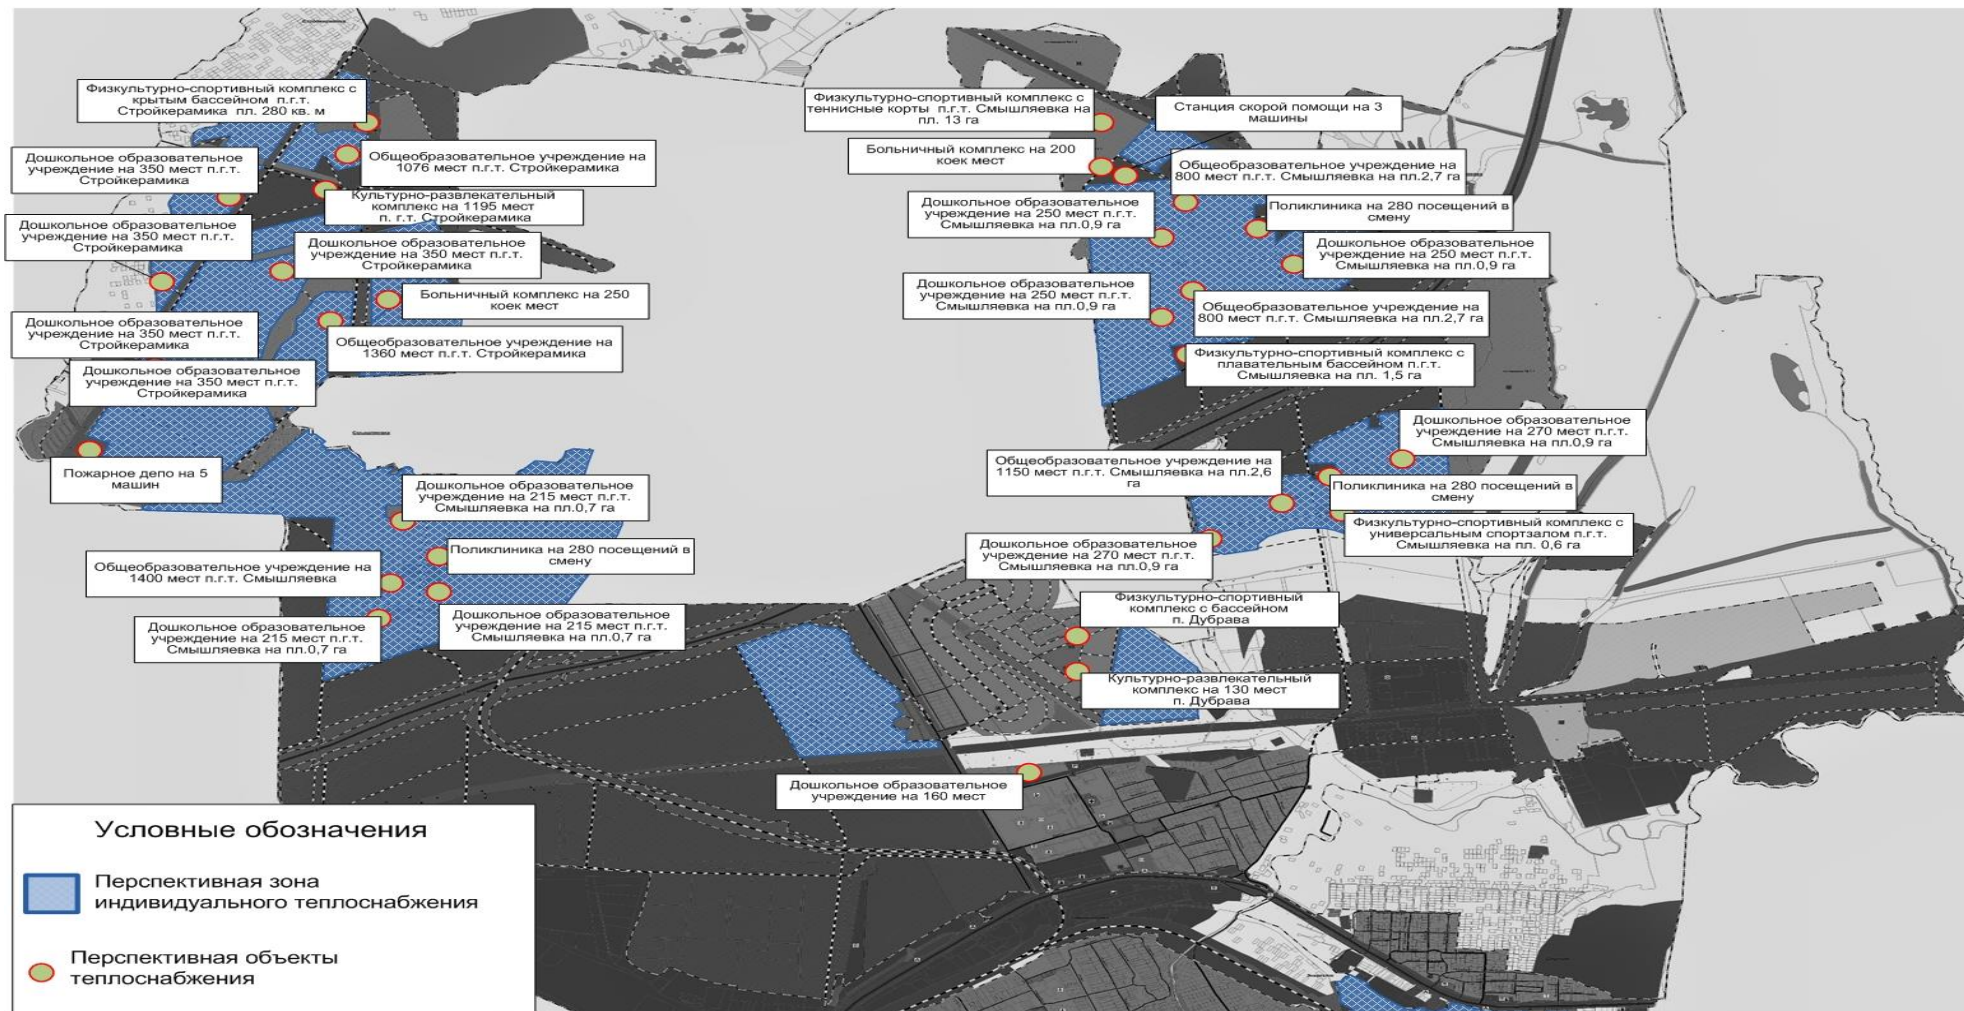 Физкультурно-спортивный комплекс с
крытым бассейном п.г.т.
Стройкерамика пл. 280 кв. м
Дошкольное образовательное
учреждение на 350 мест п.г.т.
Стройкерамика
Общеобразовательное учреждение на
1076 мест п.г.т. Стройкерамика
Культурно-развлекательный
комплекс на 1195 мест
п. г.т. Стройкерамика
Дошкольное образовательное
учреждение на 350 мест п.г.т.
Стройкерамика
Дошкольное образовательное
учреждение на 350 мест п.г.т.
Стройкерамика
Больничный комплекс на 250
коек мест
Дошкольное образовательное
учреждение на 350 мест п.г.т.
Стройкерамика
Общеобразовательное учреждение на
1360 мест п.г.т. Стройкерамика
Дошкольное образовательное
учреждение на 350 мест п.г.т.
Стройкерамика
Смышляевка
Пожарное депо на 5
машин
Дошкольное образовательное
учреждение на 215 мест п.г.т.
Смышляевка на пл.0,7 га
Поликлиника на 280 посещений в
смену
Общеобразовательное учреждение на
1400 мест п.г.т. Смышляевка
Дошкольное образовательное
учреждение на 215 мест п.г.т.
Смышляевка на пл.0,7 га
Дошкольное образовательное
учреждение на 215 мест п.г.т.
Смышляевка на пл.0,7 га
Физкультурно-спортивный комплекс с
теннисные корты п.г.т. Смышляевка на
пл. 13 га
Станция скорой помощи на 3
машины
Больничный комплекс на 200
коек мест
Общеобразовательное учреждение на
800 мест п.г.т. Смышляевка на пл.2,7 га
Дошкольное образовательное
учреждение на 250 мест п.г.т.
Смышляевка на пл.0,9 га
Поликлиника на 280 посещений в
смену
Дошкольное образовательное
учреждение на 250 мест п.г.т.
Смышляевка на пл.0,9 га
Дошкольное образовательное
учреждение на 250 мест п.г.т.
Смышляевка на пл.0,9 га
Общеобразовательное учреждение на
800 мест п.г.т. Смышляевка на пл.2,7 га
Физкультурно-спортивный комплекс с
плавательным бассейном п.г.т.
Смышляевка на пл. 1,5 га
Дошкольное образовательное
учреждение на 270 мест п.г.т.
Смышляевка на пл.0,9 га
Общеобразовательное учреждение на
1150 мест п.г.т. Смышляевка на пл.2,6
га
Поликлиника на 280 посещений в
смену
Физкультурно-спортивный комплекс с
универсальным спортзалом п.г.т.
Смышляевка на пл. 0,6 га
Дошкольное образовательное
учреждение на 270 мест п.г.т.
Смышляевка на пл.0,9 га
Физкультурно-спортивный
комплекс с бассейном
п. Дубрава
Культурно-развлекательный
комплекс на 130 мест
п. Дубрава
Дошкольное образовательное
учреждение на 160 мест
Условные обозначения
Перспективная зона
индивидуального теплоснабжения
Перспективная объекты
теплоснабжения